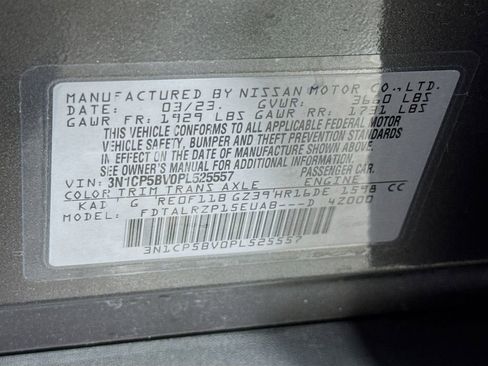 MANUFACTURED BY NISSAN MOTOR CO.,LTD.
DATE: 03/23. GVWR: 3660 LBS
GAWR FR: 1929 LBS GAWR RR: 1731 LBS
THIS VEHICLE CONFORMS TO ALL APPLICABLE FEDERAL MOTOR
VEHICLE SAFETY, BUMPER AND THEFT PREVENTION STANDARDS
IN EFFECT ON THE DATE OF MANUFACTURE SHOWN ABOVE.
SEE OWNER'S MANUAL FOR ADDITIONAL INFORMATION
VIN: 3N1CP5BV0PL525557 PASSENGER CAR
COLOR TRIM TRANS AXLE ENGINE
KAI G RE0F11B GZ39 HR16DE 1598 CC
FDTALRZP15EUAB---D 42000
3N1CP5BV0PL525557